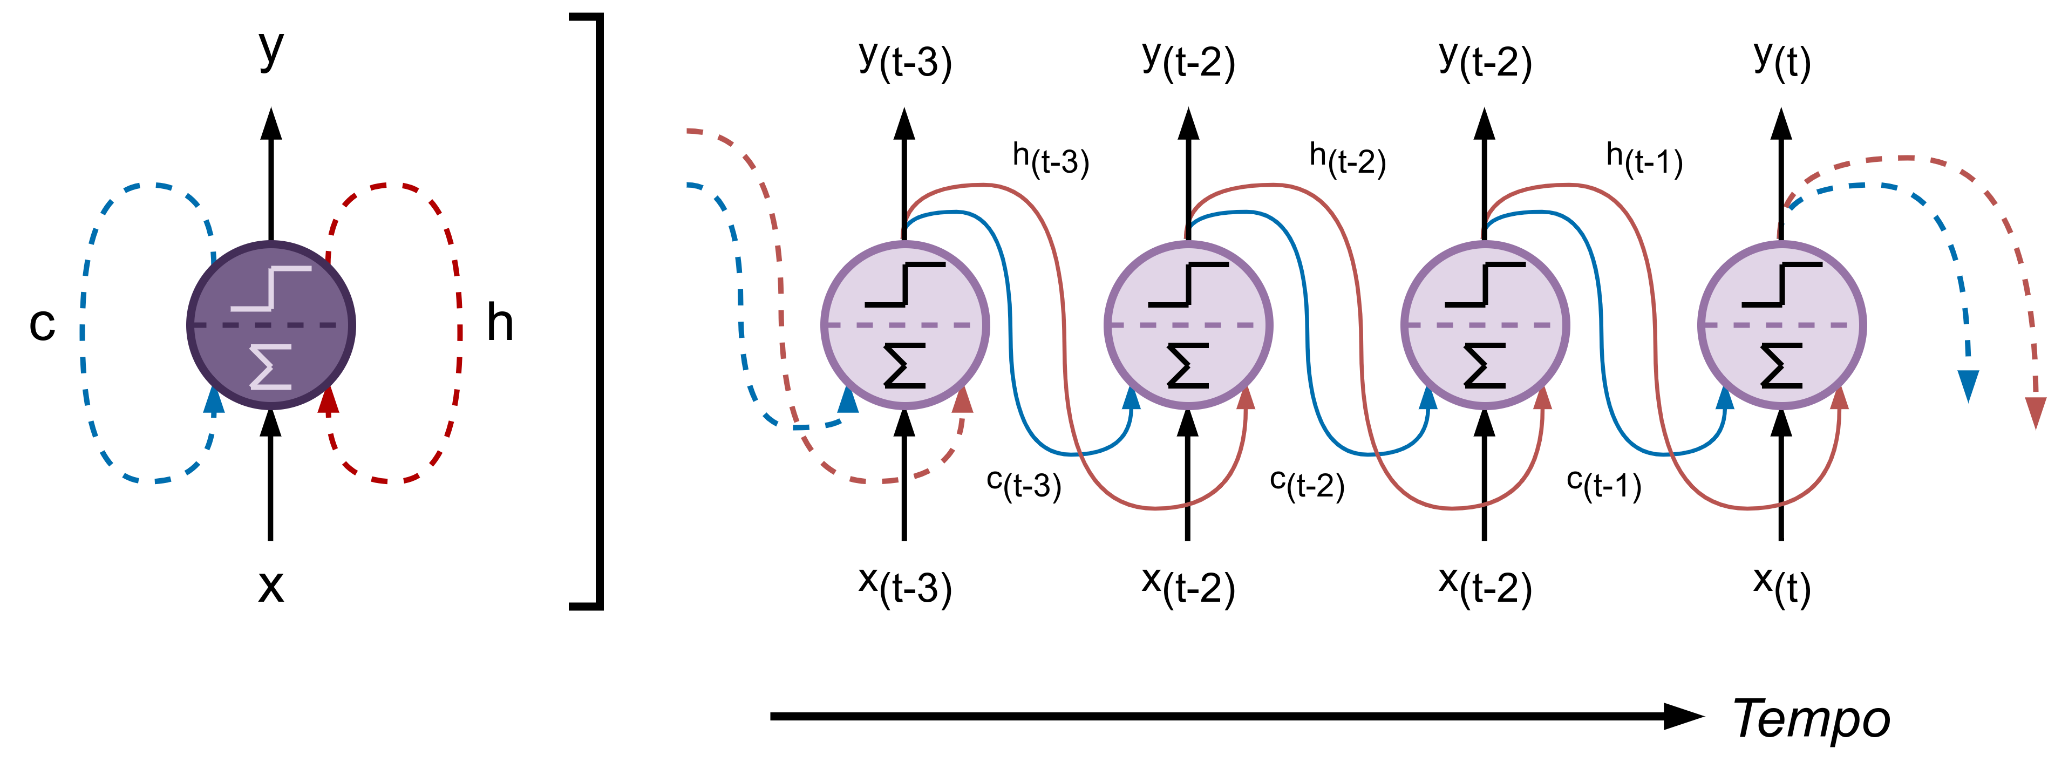 y
c
h
x
Σ
y(t-3) y(t-2) y(t-2) y(t)
h(t-3) h(t-2) h(t-1)
Σ Σ Σ Σ
c(t-3) c(t-2) c(t-1)
x(t-3) x(t-2) x(t-2) x(t)
Tempo